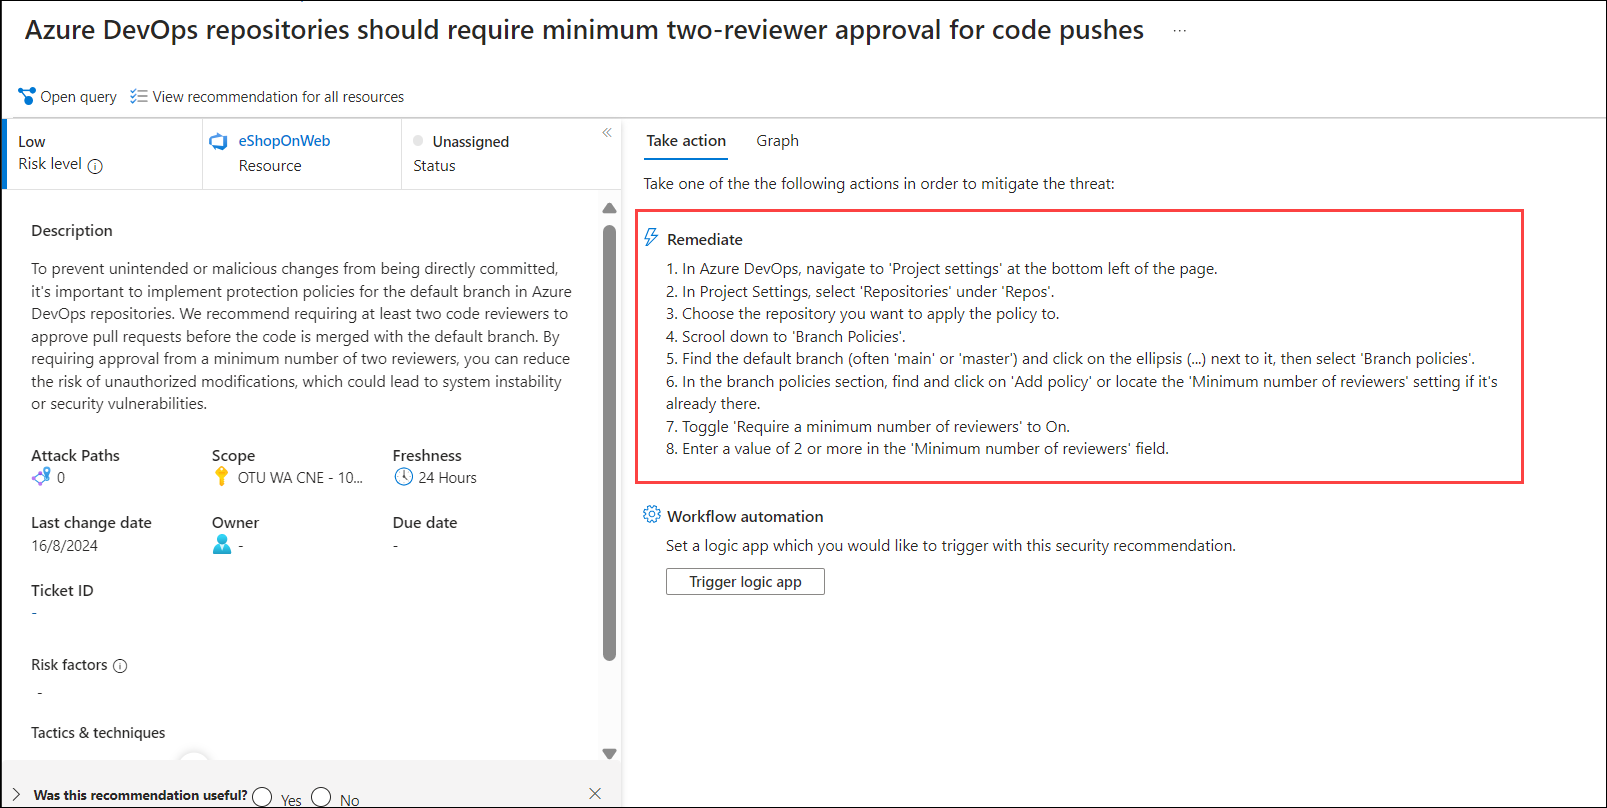 Azure DevOps repositories should require minimum two-reviewer approval for code pushes ...
Open query
View recommendation for all resources
Low
Risk level
eShopOnWeb
Resource
Unassigned
Status
Description
To prevent unintended or malicious changes from being directly committed,
it's important to implement protection policies for the default branch in Azure
DevOps repositories. We recommend requiring at least two code reviewers to
approve pull requests before the code is merged with the default branch. By
requiring approval from a minimum number of two reviewers, you can reduce
the risk of unauthorized modifications, which could lead to system instability
or security vulnerabilities.
Attack Paths
0
Scope
OTU WA CNE - 10...
Freshness
24 Hours
Last change date
16/8/2024
Owner
-
Due date
-
Ticket ID
-
Risk factors
-
Tactics & techniques
Was this recommendation useful? Yes No
Take action
Graph
Take one of the the following actions in order to mitigate the threat:
Remediate
1. In Azure DevOps, navigate to 'Project settings' at the bottom left of the page.
2. In Project Settings, select 'Repositories' under 'Repos'.
3. Choose the repository you want to apply the policy to.
4. Scrool down to 'Branch Policies'.
5. Find the default branch (often 'main' or 'master') and click on the ellipsis (...) next to it, then select 'Branch policies'.
6. In the branch policies section, find and click on 'Add policy' or locate the 'Minimum number of reviewers' setting if it's
already there.
7. Toggle 'Require a minimum number of reviewers' to On.
8. Enter a value of 2 or more in the 'Minimum number of reviewers' field.
Workflow automation
Set a logic app which you would like to trigger with this security recommendation.
Trigger logic app